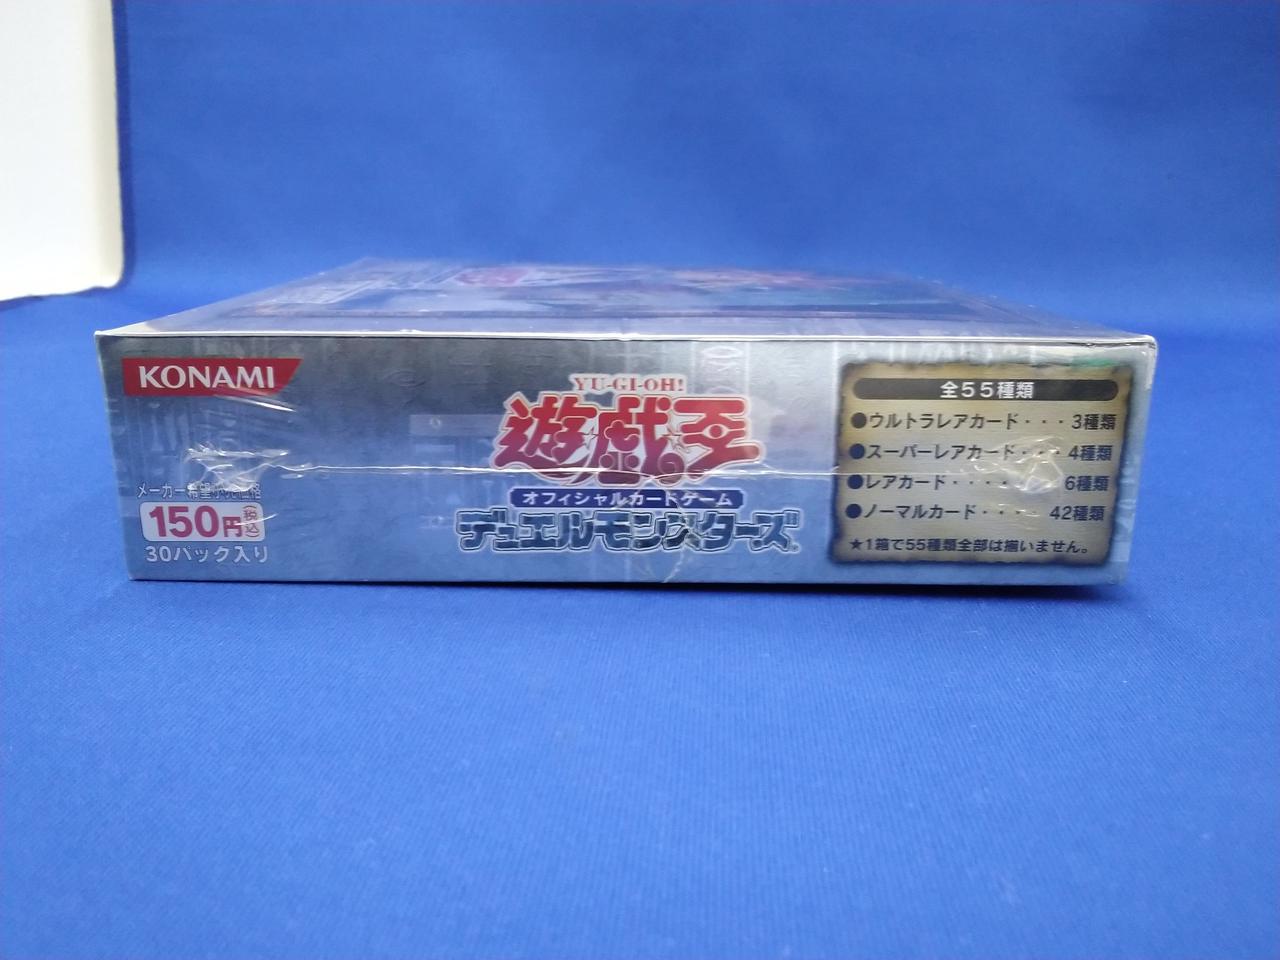 KONAMI
メーカー希望小売価格
150円(税込)
30パック入り
YU-GI-OH!
遊戯王
オフィシャルカードゲーム
デュエルモンスターズ
全55種類
●ウルトラレアカード・・・3種類
●スーパーレアカード・・・4種類
●レアカード・・・・・・・6種類
●ノーマルカード・・・・42種類
★1箱で55種類全部は揃いません。